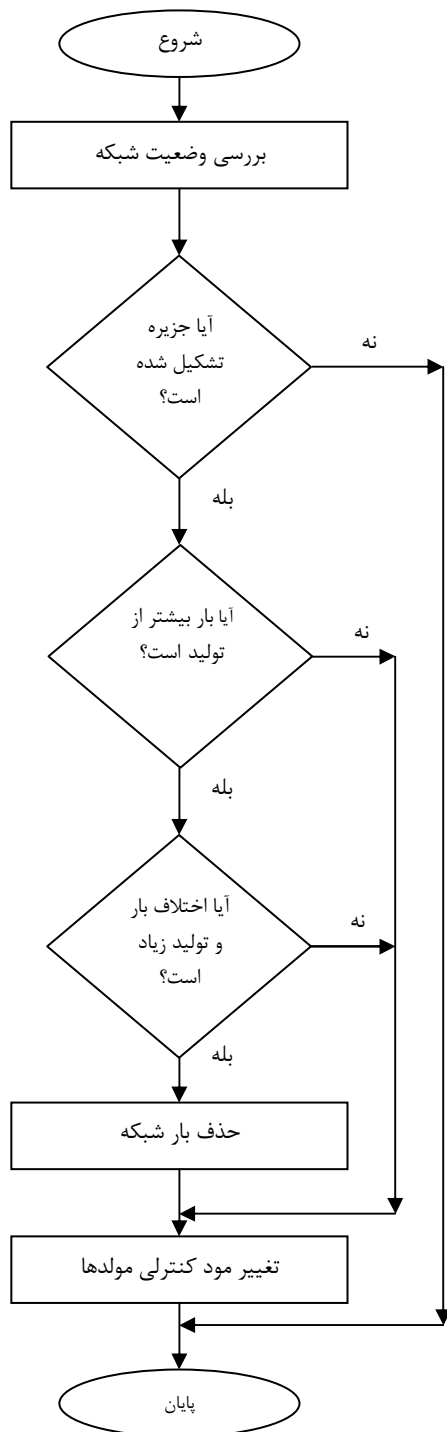 شروع
بررسی وضعیت شبکه
آیا جزیره
تشکیل شده
است؟
نه
بله
آیا بار بیشتر از
تولید است؟
نه
بله
آیا اختلاف بار
و تولید زیاد
است؟
نه
بله
حذف بار شبکه
تغییر مود کنترلی مولدها
پایان